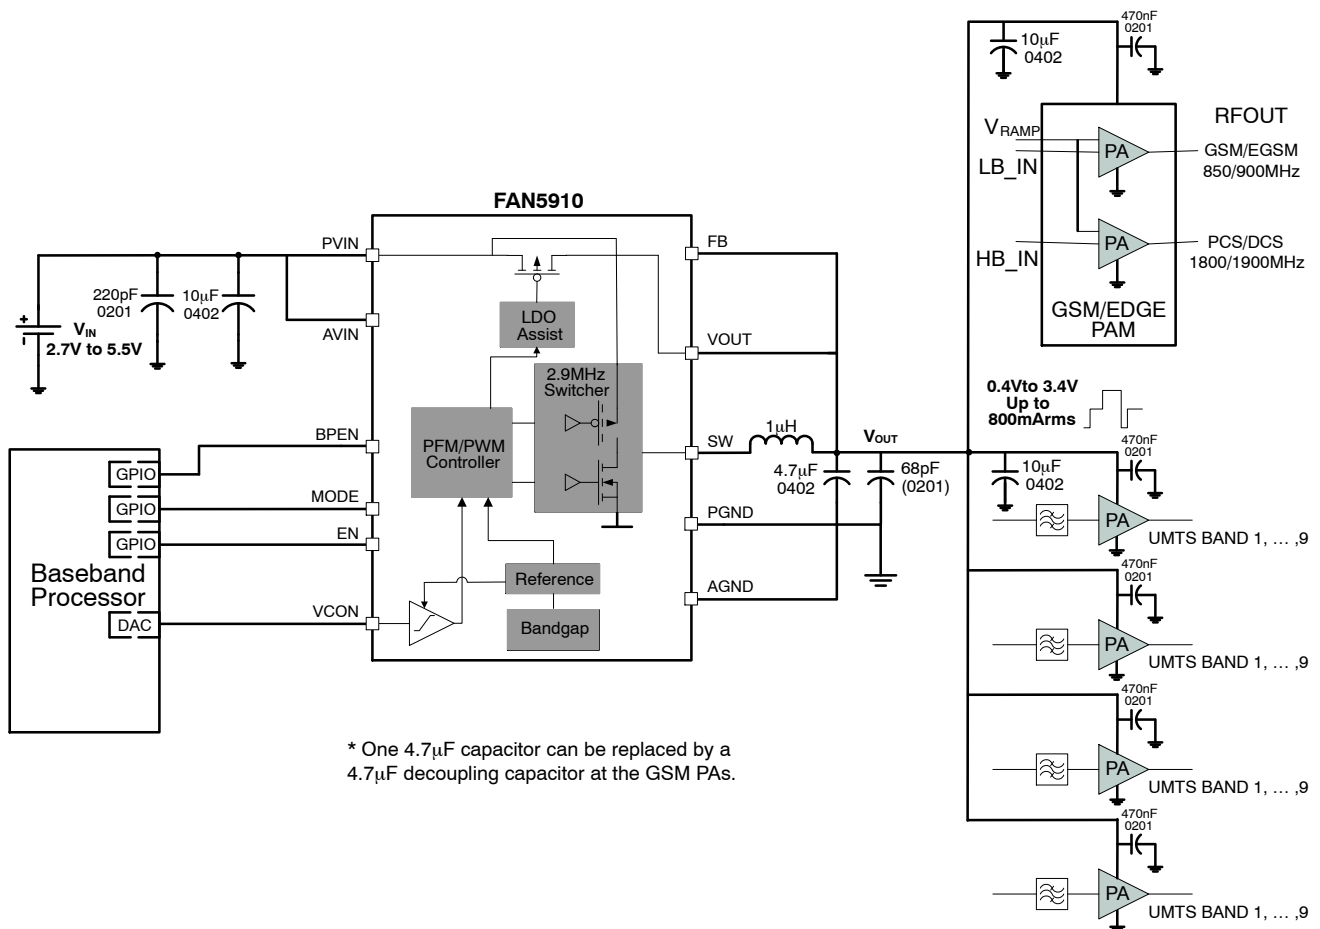 470nF
0201
10μF
0402
RFOUT
VRAMP
PA
GSM/EGSM
850/900MHz
LB_IN
HB_IN
PA
PCS/DCS
1800/1900MHz
GSM/EDGE
PAM
FAN5910
PVIN
220pF
0201
10μF
0402
+
-
VIN
2.7V to 5.5V
AVIN
LDO
Assist
FB
VOUT
2.9MHz
Switcher
PFM/PWM
Controller
SW
1μH
VOUT
4.7μF
0402
68pF
(0201)
PGND
AGND
Reference
Bandgap
BPEN
MODE
EN
VCON
GPIO
GPIO
GPIO
Baseband
Processor
DAC
0.4Vto 3.4V
Up to
800mArms
10μF
0402
470nF
0201
PA
UMTS BAND 1, ... ,9
470nF
0201
PA
UMTS BAND 1, ... ,9
470nF
0201
PA
UMTS BAND 1, ... ,9
470nF
0201
PA
UMTS BAND 1, ... ,9
* One 4.7μF capacitor can be replaced by a
4.7μF decoupling capacitor at the GSM PAs.